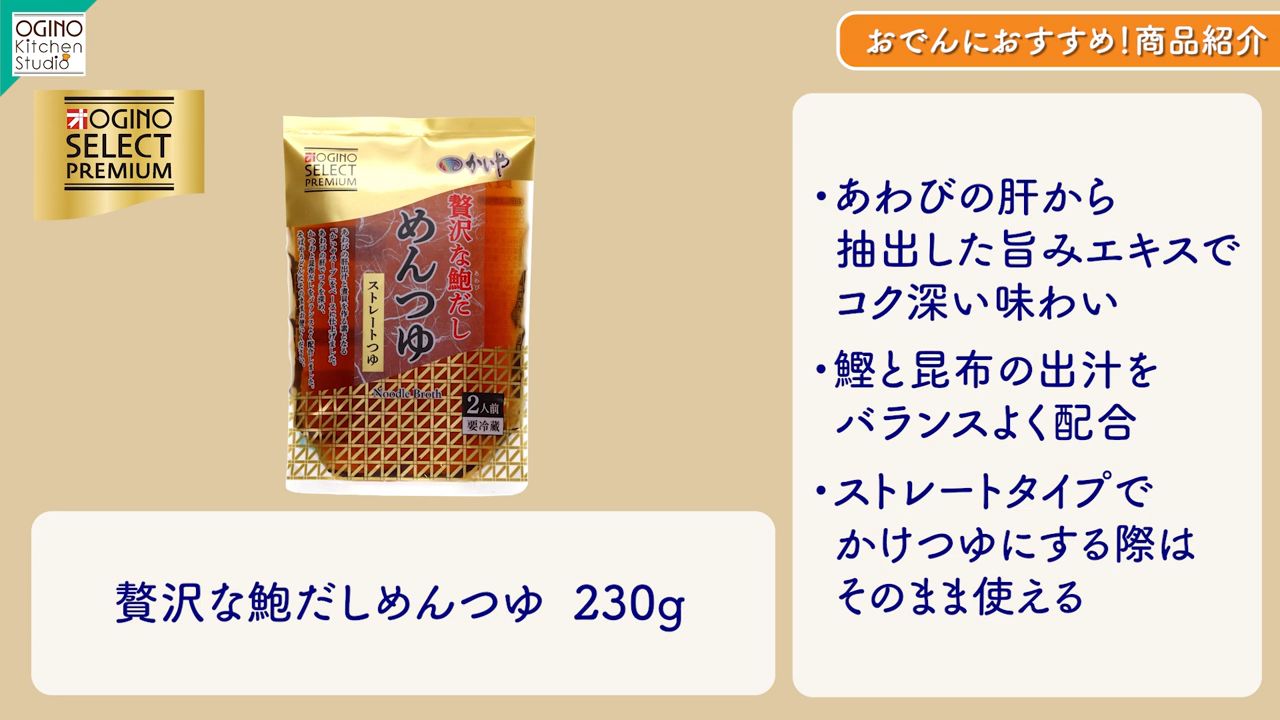 OGINO
Kitchen
Studio
おでんにおすすめ！商品紹介
OGINO
SELECT
PREMIUM
OGINO
SELECT
PREMIUM
かいや
贅沢な鮑だし
めんつゆ
ストレートつゆ
Noodle Broth
2人前
要冷蔵
贅沢な鮑だしめんつゆ 230g
・あわびの肝から
抽出した旨みエキスで
コク深い味わい
・鰹と昆布の出汁を
バランスよく配合
・ストレートタイプで
かけつゆにする際は
そのまま使える